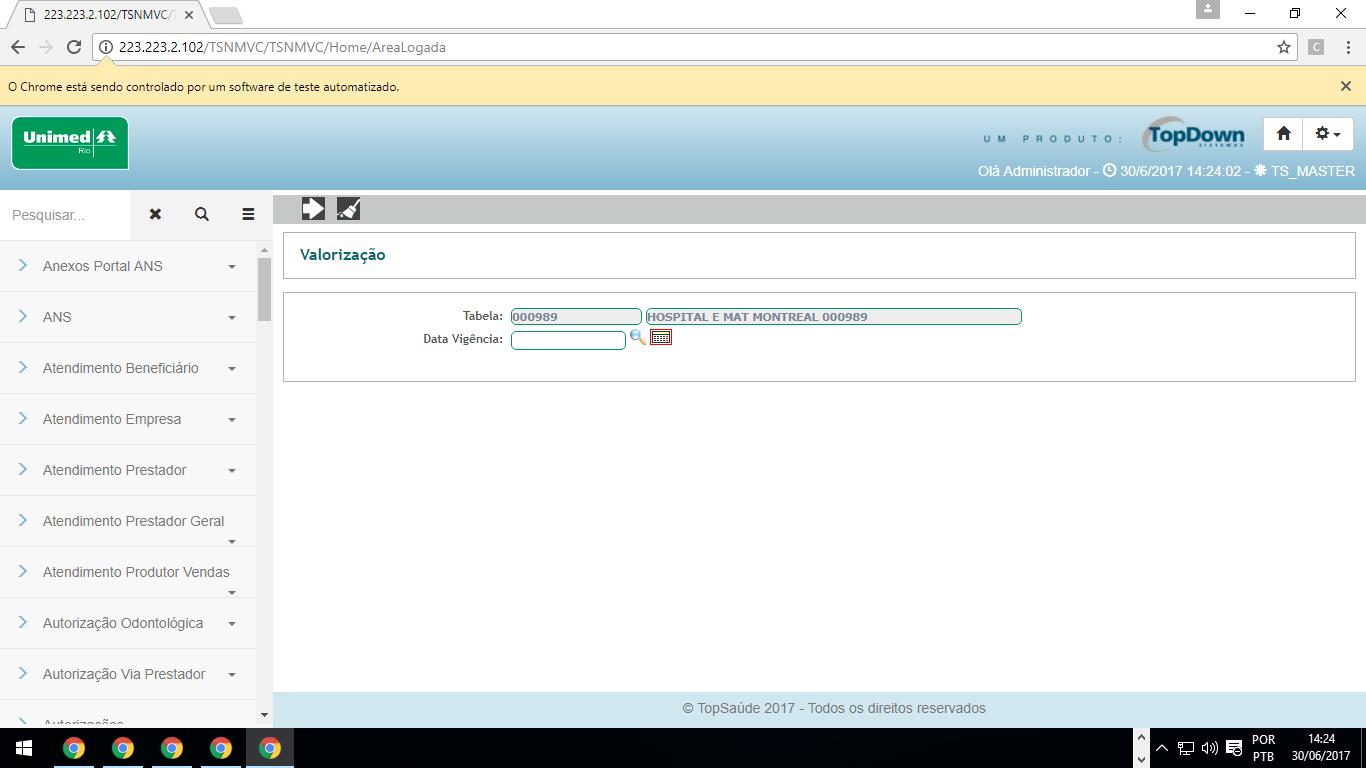 223.223.2.102/TSNMVC/T
223.223.2.102/TSNMVC/TSNMVC/Home/AreaLogada
C
O Chrome está sendo controlado por um software de teste automatizado.
Unimed
Rio
UM PRODUTO:
TopDown
SISTEMAS
Olá Administrador - 30/6/2017 14:24:02 - TS_MASTER
Pesquisar...
Anexos Portal ANS
ANS
Atendimento Beneficiário
Atendimento Empresa
Atendimento Prestador
Atendimento Prestador Geral
Atendimento Produtor Vendas
Autorização Odontológica
Autorização Via Prestador
Autorizações
Valorização
Tabela: 000989 HOSPITAL E MAT MONTREAL 000989
Data Vigência:
© TopSaúde 2017 - Todos os direitos reservados
POR
PTB
14:24
30/06/2017